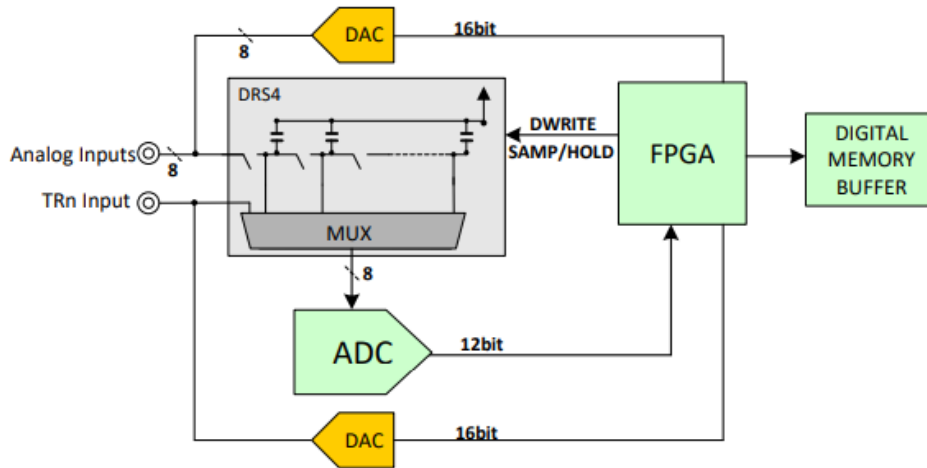 DAC
16bit
8
DRS4
DWRITE
SAMP/HOLD
FPGA
DIGITAL
MEMORY
BUFFER
Analog Inputs
8
TRn Input
MUX
8
ADC
12bit
DAC
16bit